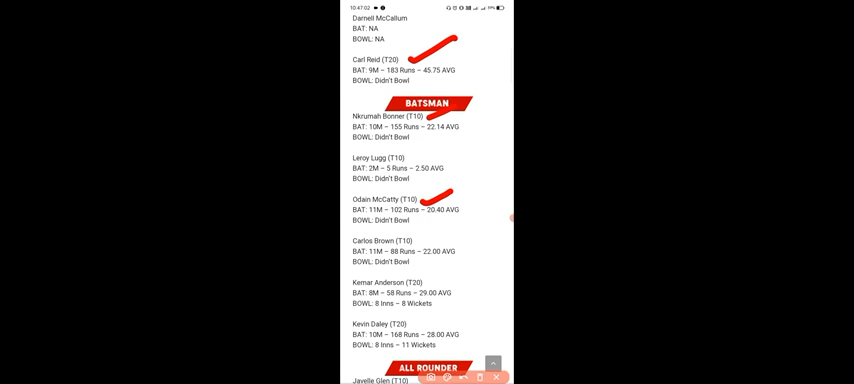 10:47:02
Darnell McCallum
BAT: NA
BOWL: NA
Carl Reid (T20)
BAT: 9M – 183 Runs – 45.75 AVG
BOWL: Didn't Bowl
BATSMAN
Nkrumah Bonner (T10)
BAT: 10M – 155 Runs – 22.14 AVG
BOWL: Didn't Bowl
Leroy Lugg (T10)
BAT: 2M – 5 Runs – 2.50 AVG
BOWL: Didn't Bowl
Odain McCatty (T10)
BAT: 11M – 102 Runs – 20.40 AVG
BOWL: Didn't Bowl
Carlos Brown (T10)
BAT: 11M – 88 Runs – 22.00 AVG
BOWL: Didn't Bowl
Kemar Anderson (T20)
BAT: 8M – 58 Runs – 29.00 AVG
BOWL: 8 Inns – 8 Wickets
Kevin Daley (T20)
BAT: 10M – 168 Runs – 28.00 AVG
BOWL: 8 Inns – 11 Wickets
ALL ROUNDER
Javelle Glen (T10)